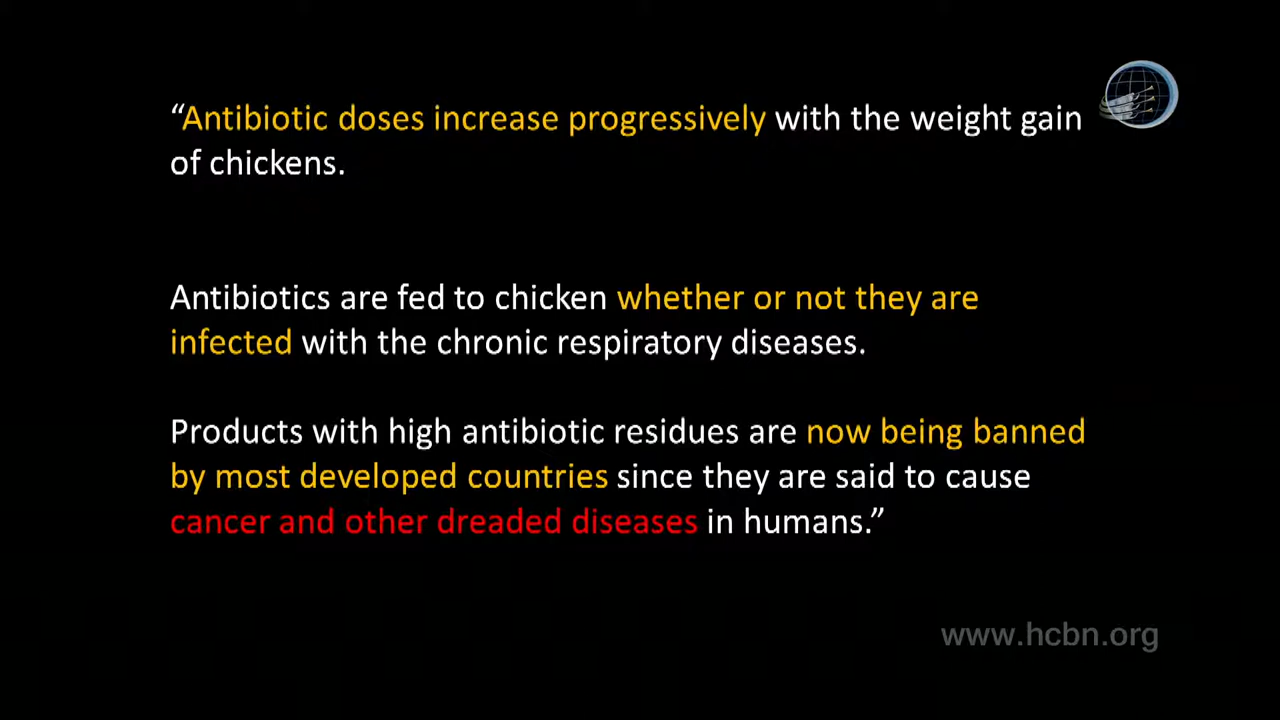 “Antibiotic doses increase progressively with the weight gain
of chickens.
Antibiotics are fed to chicken whether or not they are
infected with the chronic respiratory diseases.
Products with high antibiotic residues are now being banned
by most developed countries since they are said to cause
cancer and other dreaded diseases in humans.”
www.hcbn.org